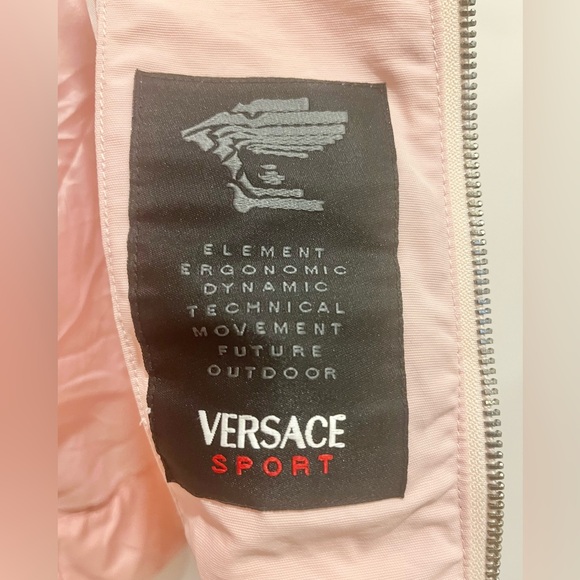 ELEMENT
ERGONOMIC
DYNAMIC
TECHNICAL
MOVEMENT
FUTURE
OUTDOOR
VERSACE
SPORT